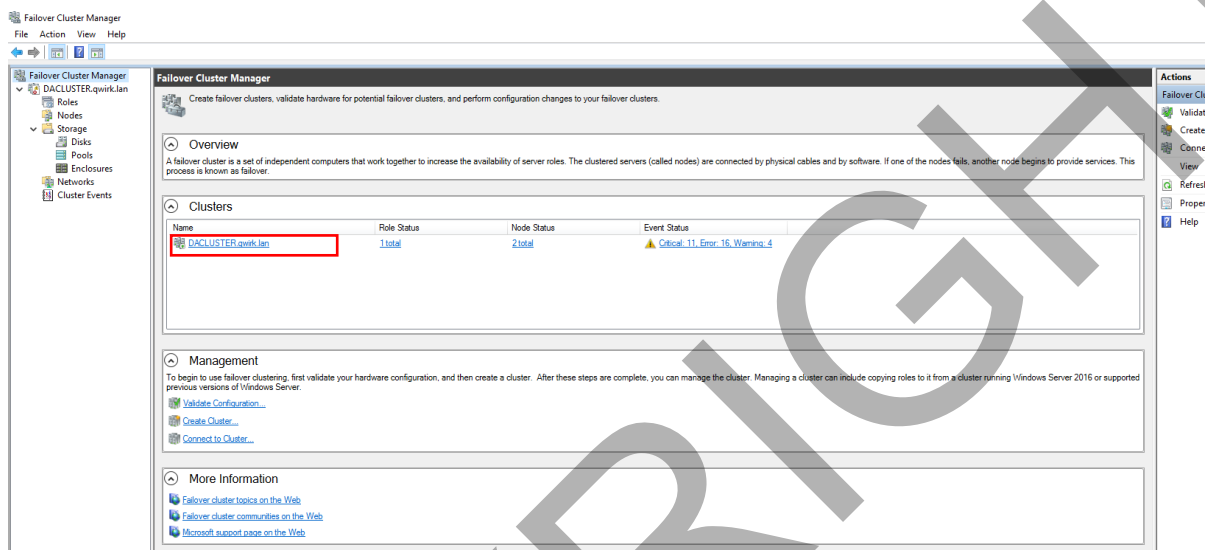 Failover Cluster Manager
File Action View Help
Failover Cluster Manager
DACLUSTER.qwirk.lan
Roles
Nodes
Storage
Disks
Pools
Enclosures
Networks
Cluster Events
Failover Cluster Manager
Create failover clusters, validate hardware for potential failover clusters, and perform configuration changes to your failover clusters.
Overview
A failover cluster is a set of independent computers that work together to increase the availability of server roles. The clustered servers (called nodes) are connected by physical cables and by software. If one of the nodes fails, another node begins to provide services. This
process is known as failover.
Clusters
Name Role Status Node Status Event Status
DACLUSTER.qwirk.lan 1 total 2 total Critical: 11, Error: 16, Warning: 4
Management
To begin to use failover clustering, first validate your hardware configuration, and then create a cluster. After these steps are complete, you can manage the cluster. Managing a cluster can include copying roles to it from a cluster running Windows Server 2016 or supported
previous versions of Windows Server.
Validate Configuration...
Create Cluster...
Connect to Cluster...
More Information
Failover cluster topics on the Web
Failover cluster communities on the Web
Microsoft support page on the Web
Actions
Failover Clu
Validat
Create
Conne
View
Refresh
Proper
Help
RIGH